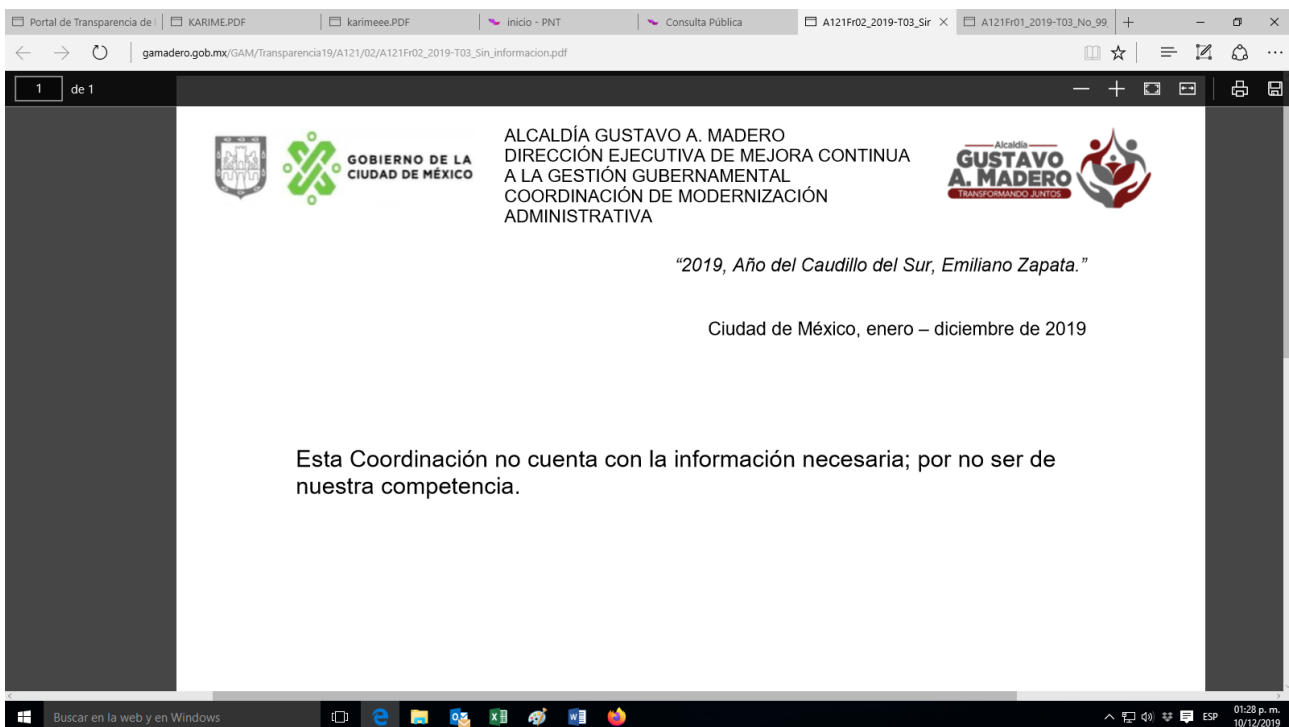 Portal de Transparencia de l
KARIME.PDF
karimeee.PDF
inicio - PNT
Consulta Pública
A121Fr02_2019-T03_Sir
A121Fr01_2019-T03_No_99
gamadero.gob.mx/GAM/Transparencia19/A121/02/A121Fr02_2019-T03_Sin_informacion.pdf
1 de 1
GOBIERNO DE LA
CIUDAD DE MÉXICO
ALCALDÍA GUSTAVO A. MADERO
DIRECCIÓN EJECUTIVA DE MEJORA CONTINUA
A LA GESTIÓN GUBERNAMENTAL
COORDINACIÓN DE MODERNIZACIÓN
ADMINISTRATIVA
Alcaldía
GUSTAVO
A. MADERO
TRANSFORMANDO JUNTOS
“2019, Año del Caudillo del Sur, Emiliano Zapata.”
Ciudad de México, enero – diciembre de 2019
Esta Coordinación no cuenta con la información necesaria; por no ser de
nuestra competencia.
Buscar en la web y en Windows
ESP
01:28 p. m.
10/12/2019